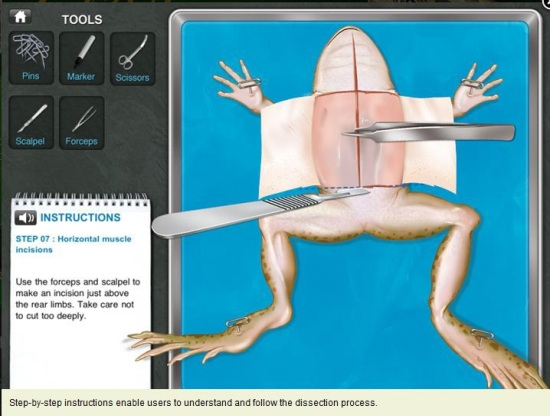 TOOLS
Pins Marker Scissors
Scalpel Forceps
INSTRUCTIONS
STEP 07 : Horizontal muscle
incisions
Use the forceps and scalpel to
make an incision just above
the rear limbs. Take care not
to cut too deeply.
Step-by-step instructions enable users to understand and follow the dissection process.